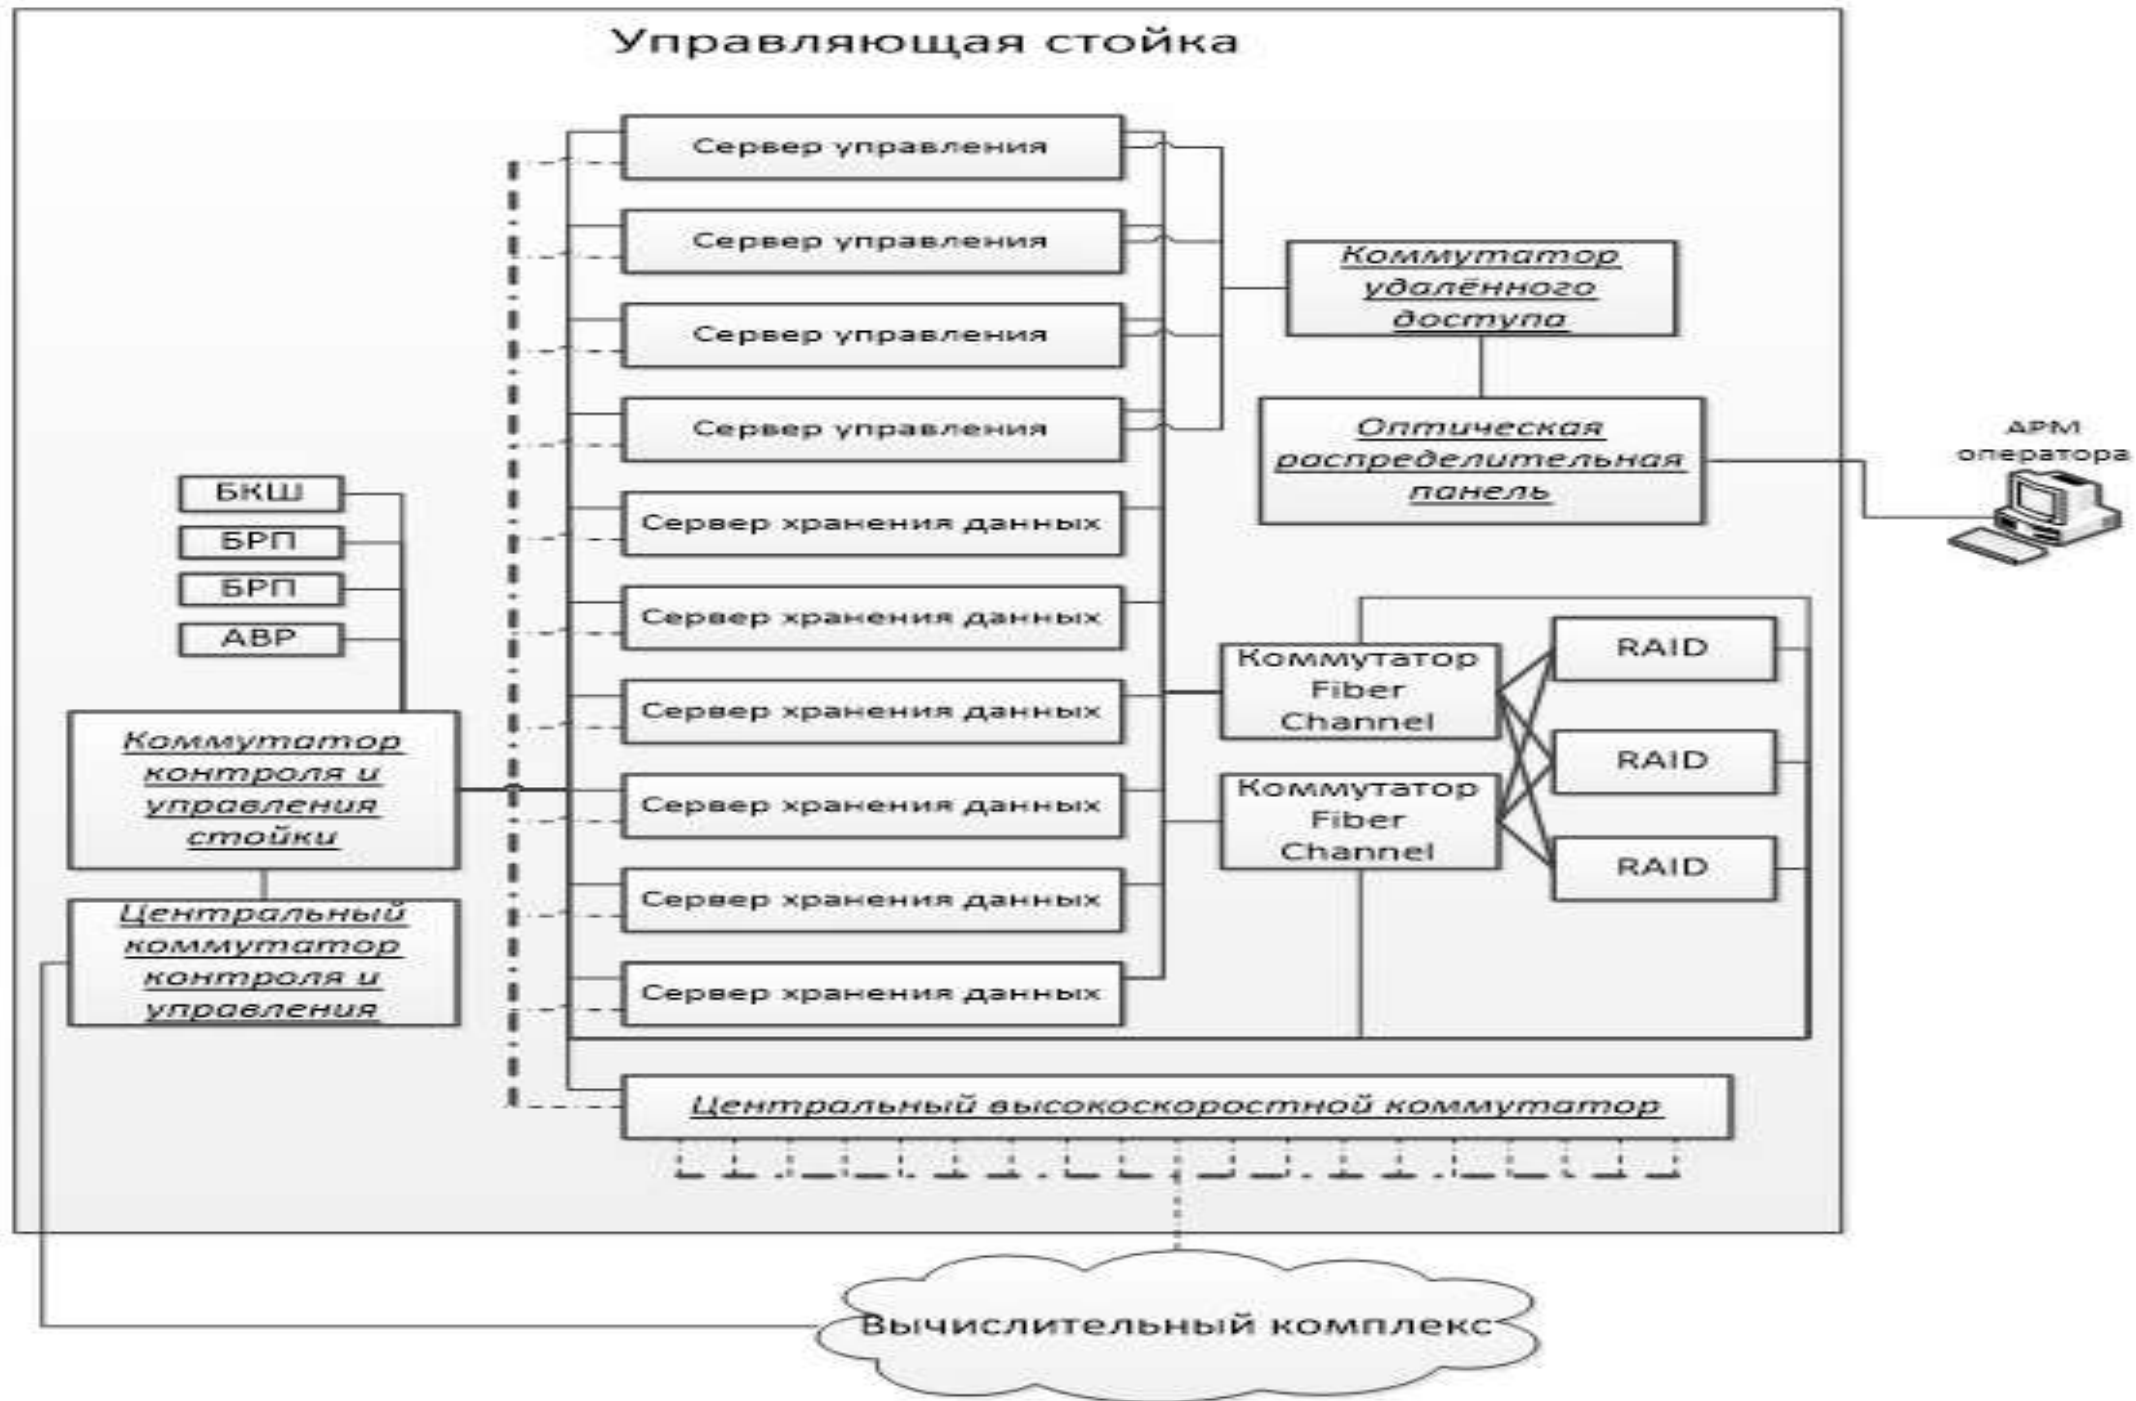 Управляющая стойка
Сервер управления
Сервер управления
Сервер управления
Сервер управления
Сервер хранения данных
Сервер хранения данных
Сервер хранения данных
Сервер хранения данных
Сервер хранения данных
Сервер хранения данных
Коммутатор
удалённого
доступа
Оптическая
распределительная
панель
АРМ
оператора
БКШ
БРП
БРП
АВР
Коммутатор
контроля и
управления
стойки
Центральный
коммутатор
контроля и
управления
Коммутатор
Fiber
Channel
Коммутатор
Fiber
Channel
RAID
RAID
RAID
Центральный высокоскоростной коммутатор
Вычислительный комплекс